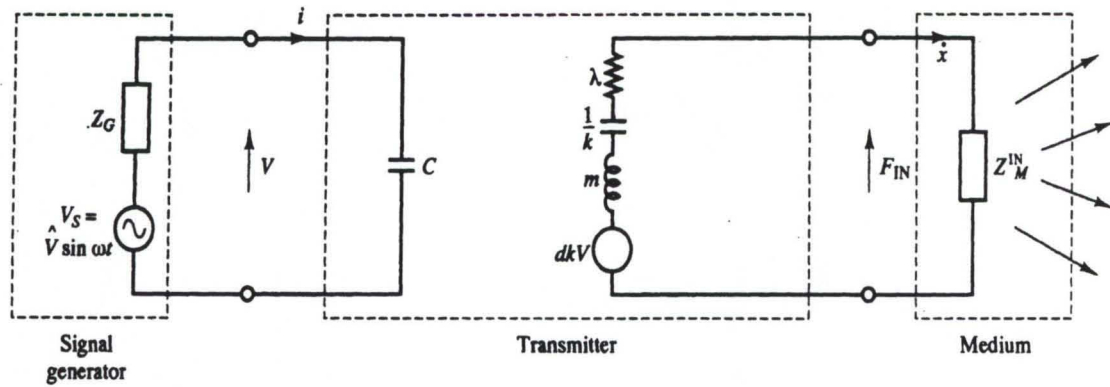 i
ẋ
λ
.Z_G
1/k
V
C
F_IN
Z_M^IN
m
V_S =
V̂ sin ωt
dkV
Signal
generator
Transmitter
Medium